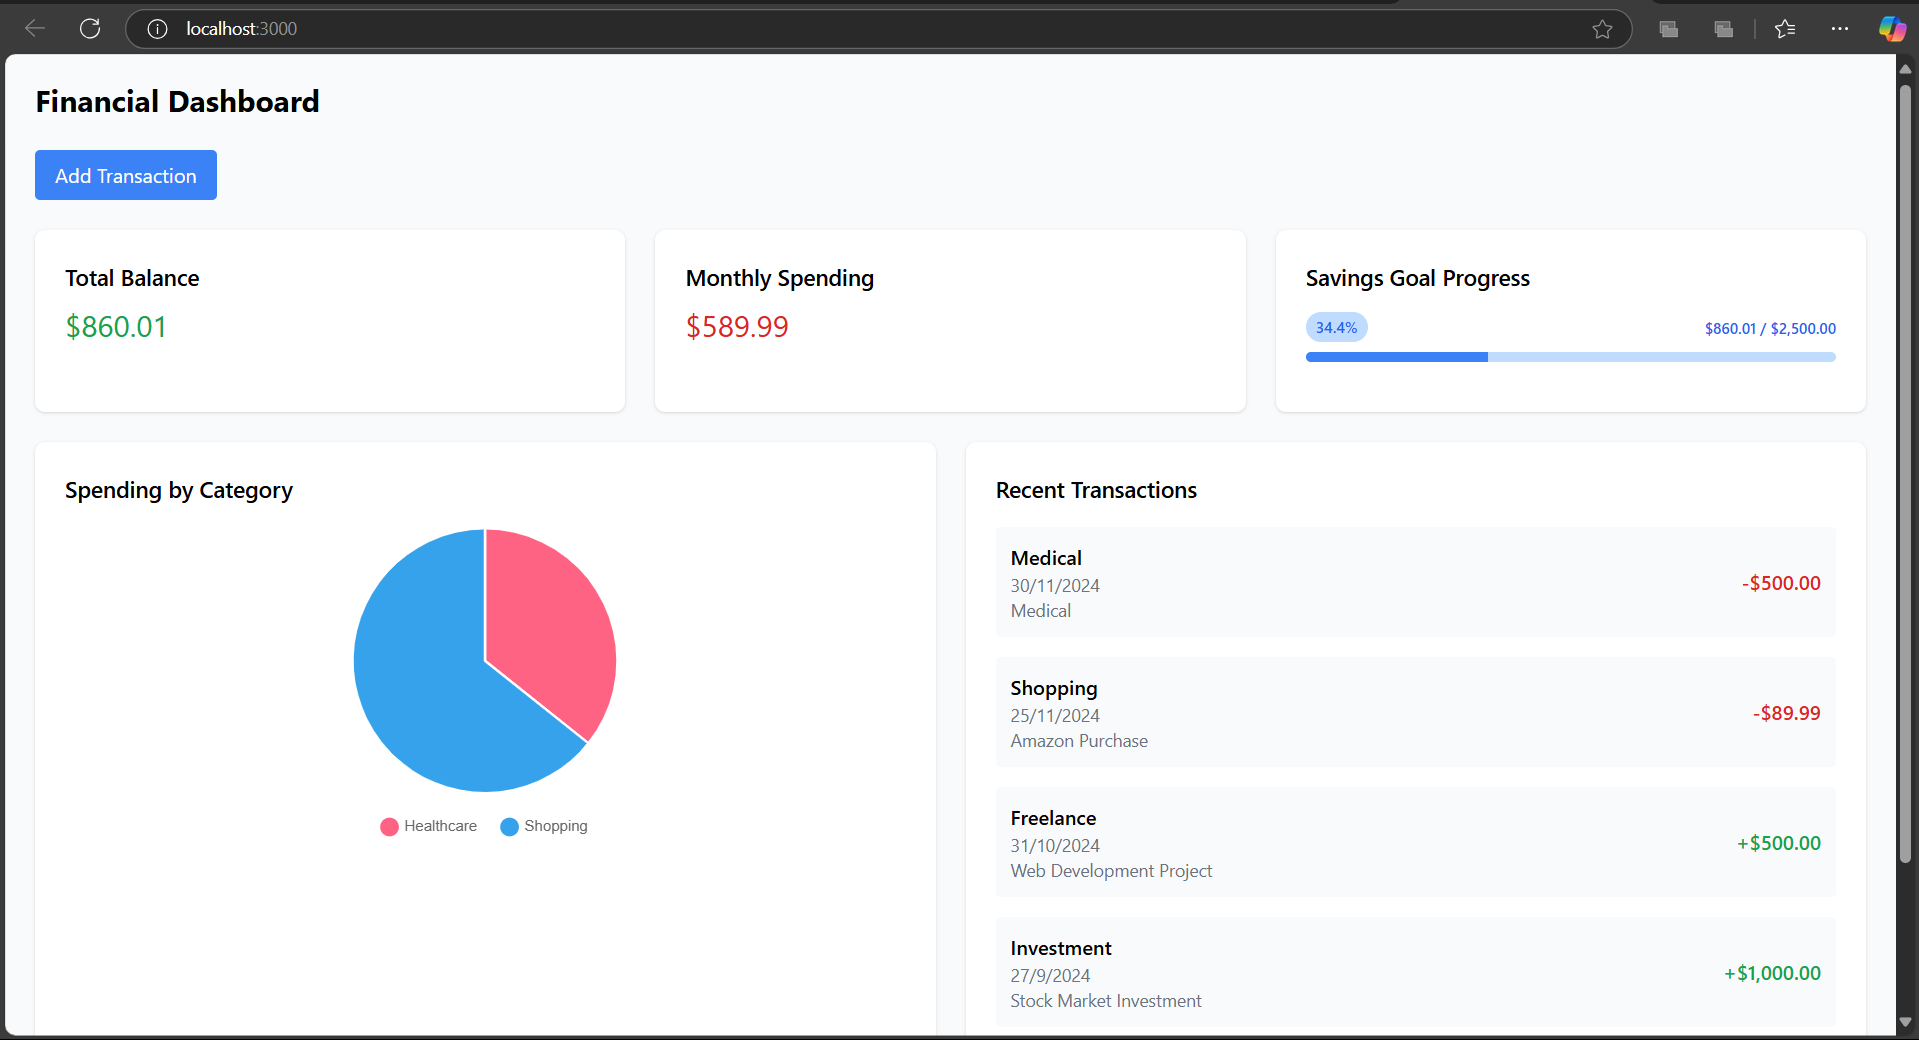 localhost:3000
Financial Dashboard
Add Transaction
Total Balance
$860.01
Monthly Spending
$589.99
Savings Goal Progress
34.4%
$860.01 / $2,500.00
Spending by Category
Healthcare
Shopping
Recent Transactions
Medical
30/11/2024
Medical
-$500.00
Shopping
25/11/2024
Amazon Purchase
-$89.99
Freelance
31/10/2024
Web Development Project
+$500.00
Investment
27/9/2024
Stock Market Investment
+$1,000.00